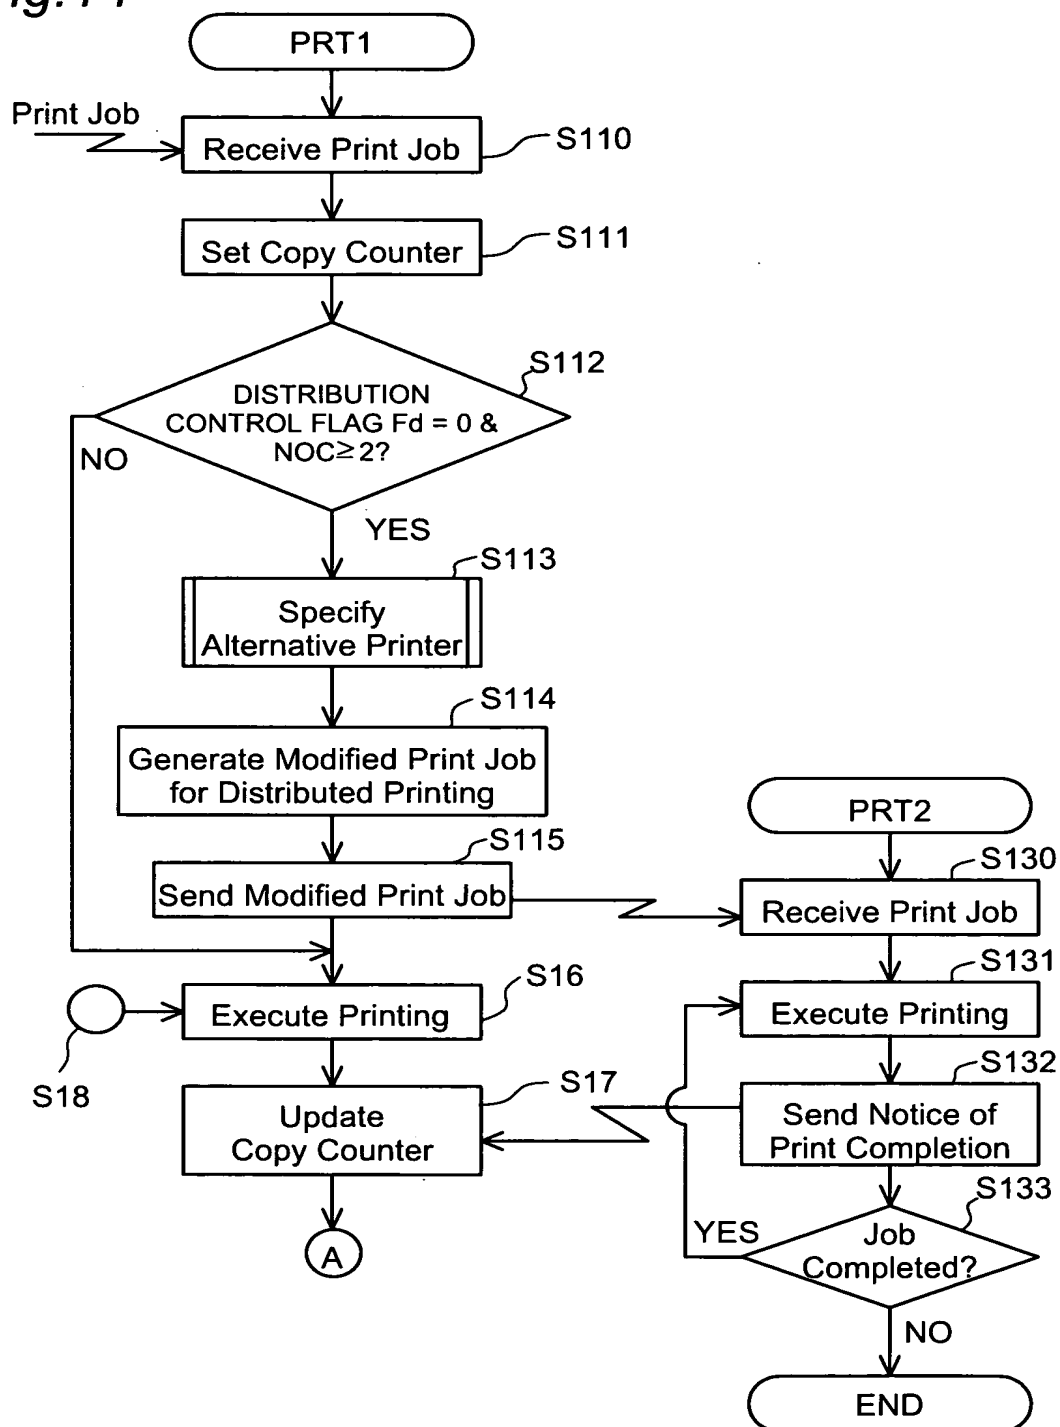 PRT1
Print Job
Receive Print Job
S110
Set Copy Counter
S111
S112
DISTRIBUTION
CONTROL FLAG Fd = 0 &
NOC≥2?
NO
YES
S113
Specify
Alternative Printer
S114
Generate Modified Print Job
for Distributed Printing
S115
Send Modified Print Job
PRT2
S130
Receive Print Job
S131
Execute Printing
S16
Execute Printing
S18
S132
Send Notice of
Print Completion
S17
Update
Copy Counter
A
S133
Job
Completed?
YES
NO
END